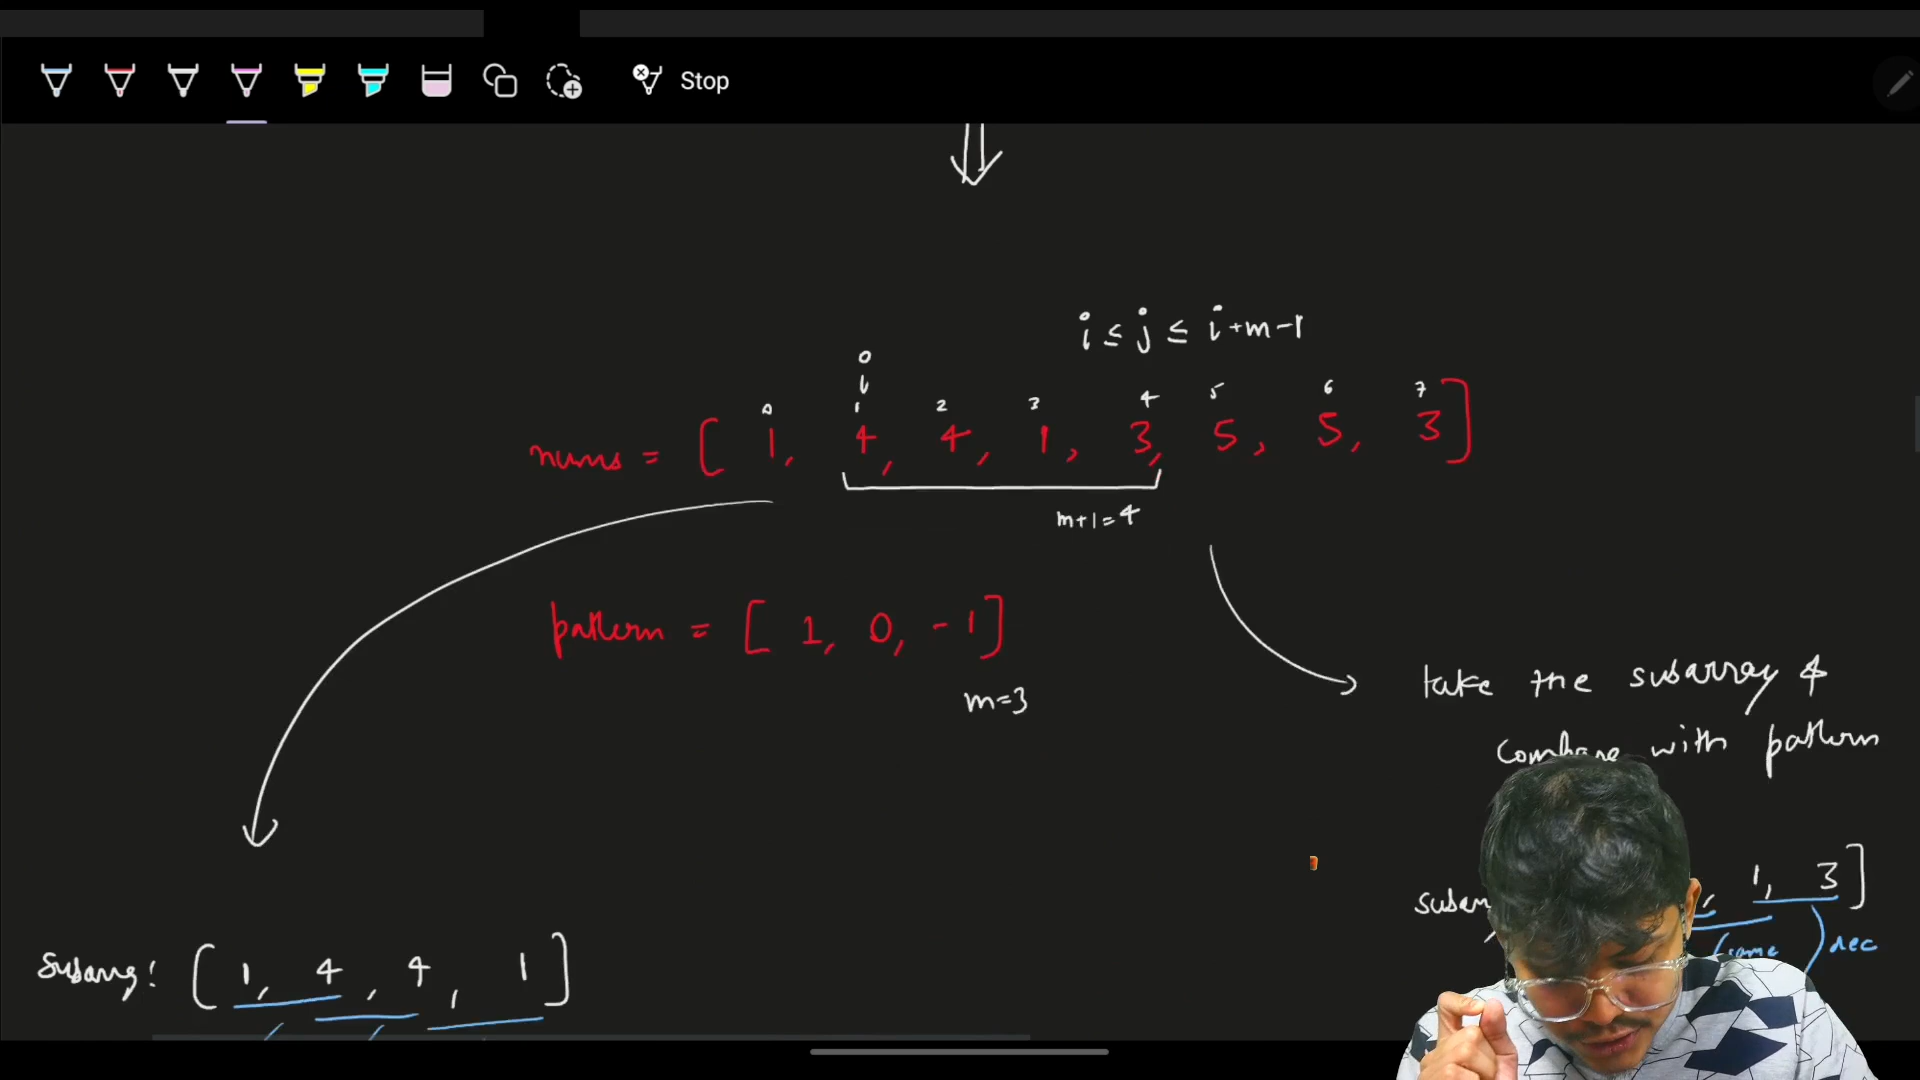 Stop
i ≤ j ≤ i+m-1
0
i
0 1 2 3 4 5 6 7
nums = [ 1, 4, 4, 1, 3, 5, 5, 3 ]
m+1=4
pattern = [ 1, 0, -1 ]
m=3
take the subarray &
compare with pattern
1, 3 ]
(same ) dec
[ 1, 4, 4, 1 ]